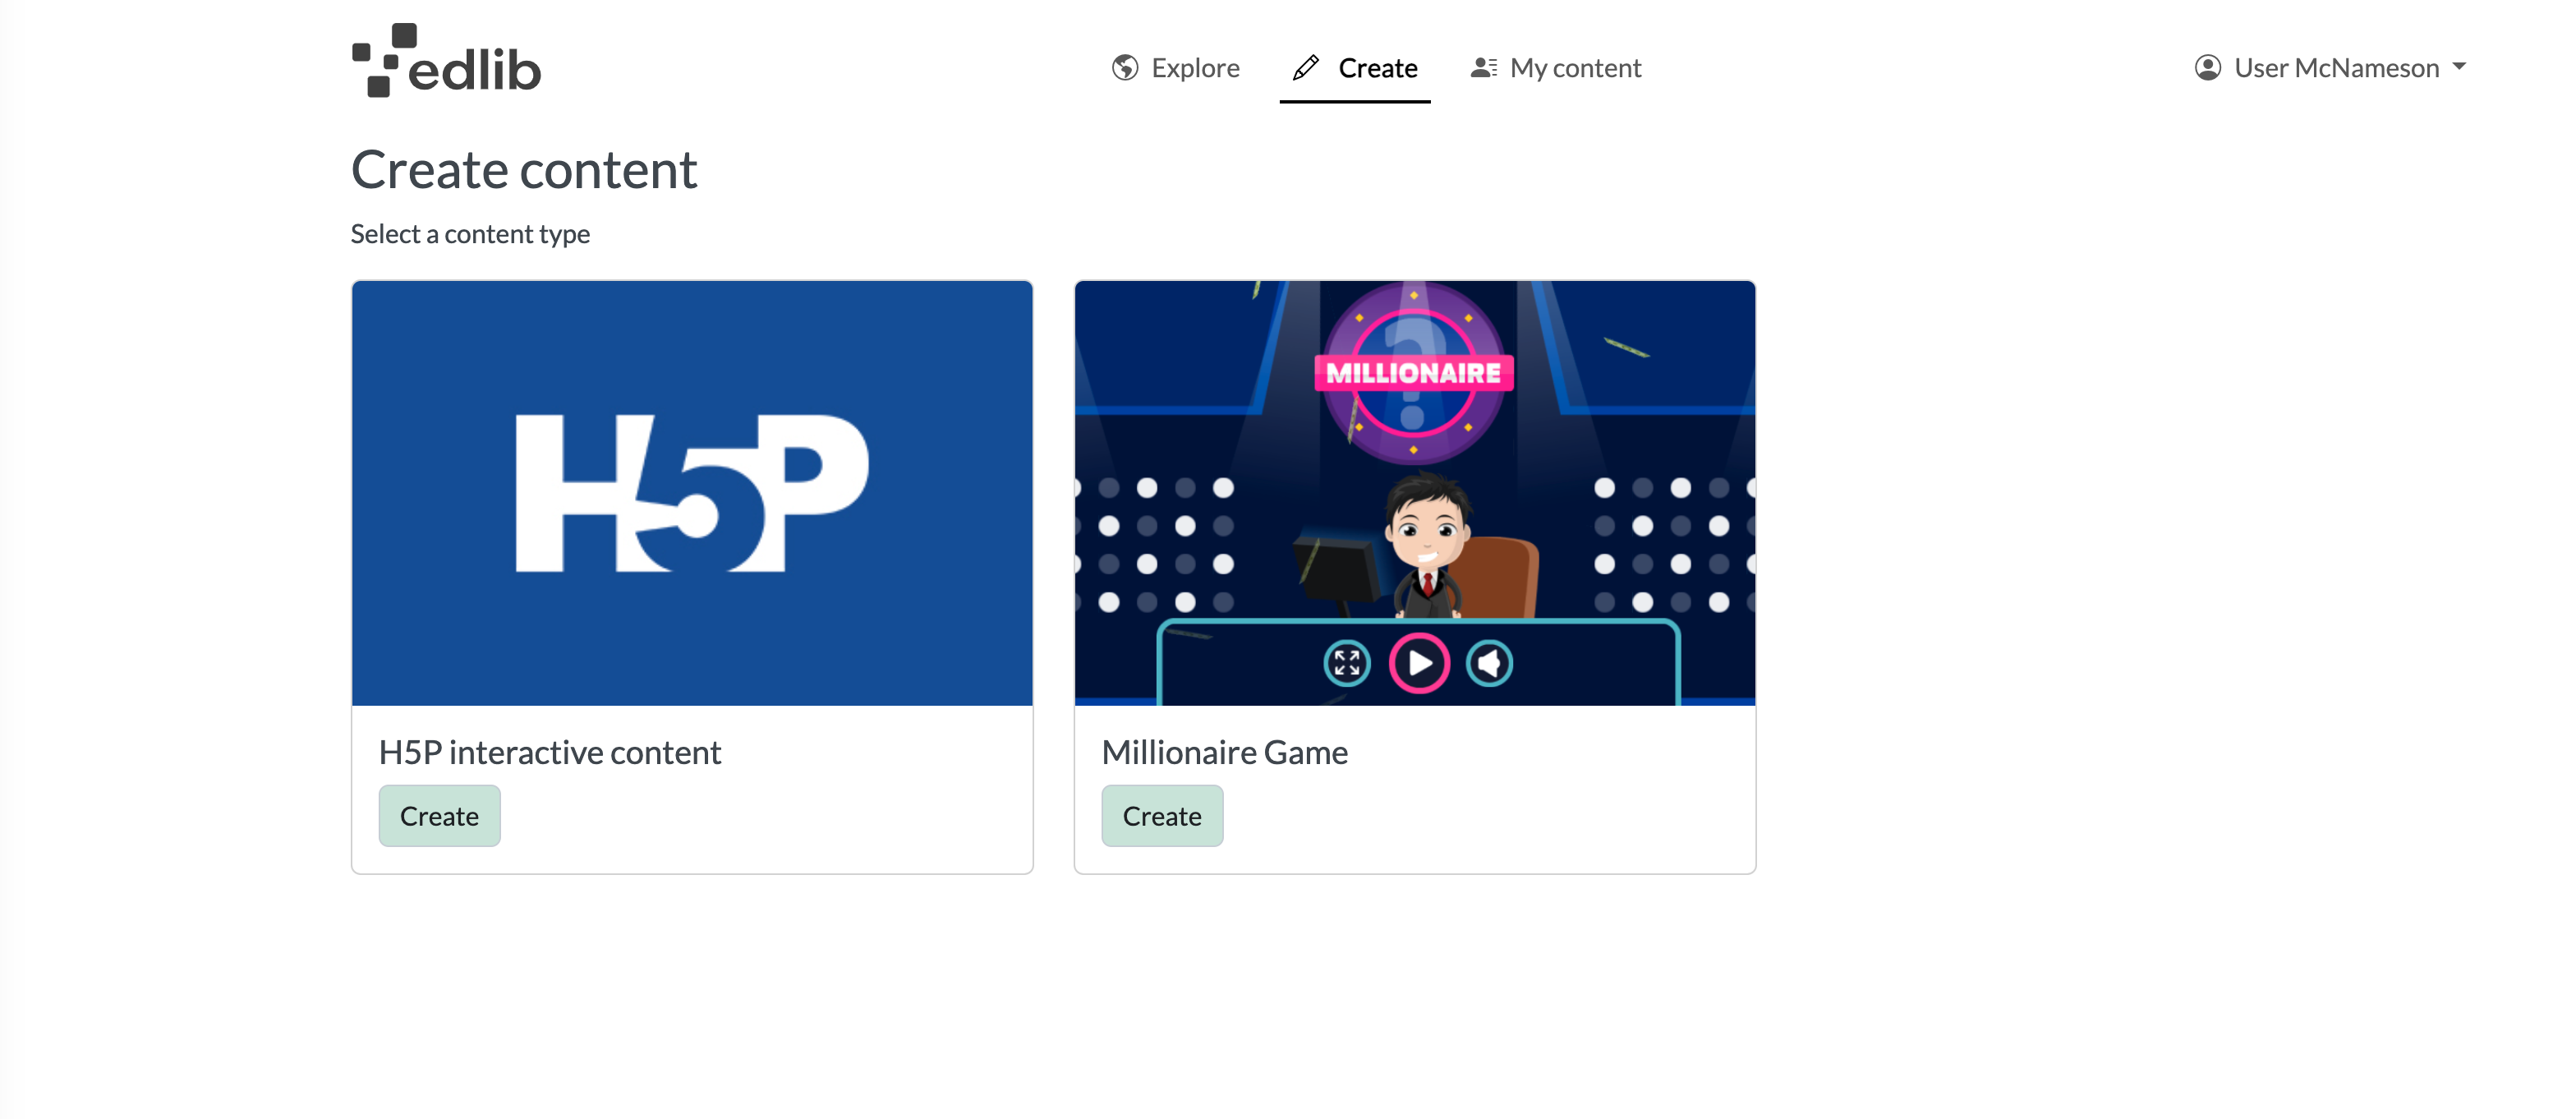 edlib
Explore
Create
My content
User McNameson
Create content
Select a content type
H5P
?
MILLIONAIRE
H5P interactive content
Create
Millionaire Game
Create